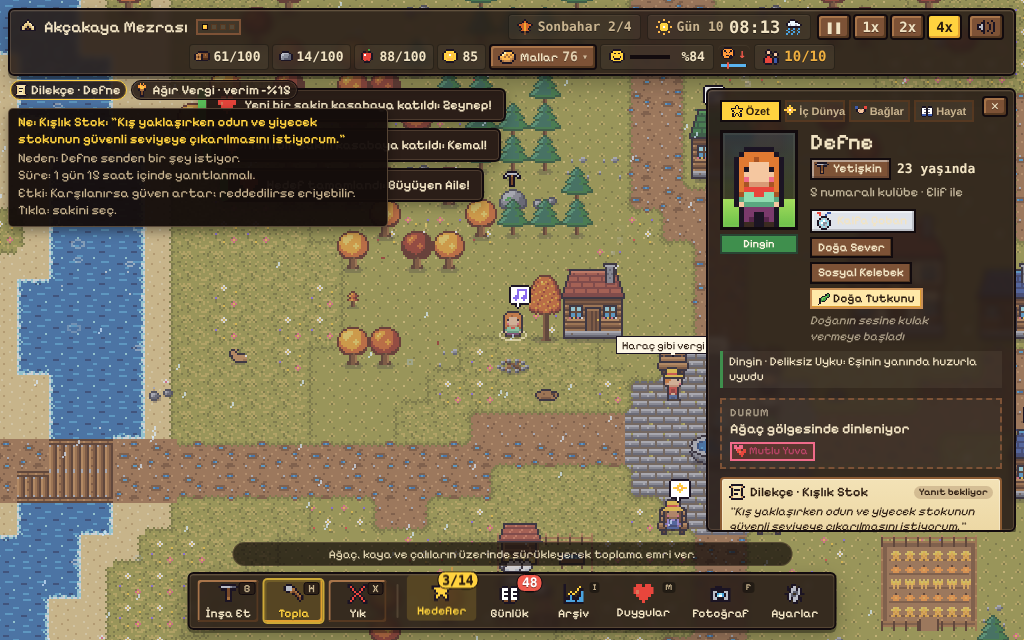 Akçakaya Mezrası
Sonbahar 2/4
Gün 10 08:13
1x
2x
4x
61/100
14/100
88/100
85
Mallar 76
%84
10/10
Dilekçe · Defne
Ağır Vergi · verim -%18
Yeni bir sakin kasabaya katıldı: Zeynep!
katıldı: Kemal!
Büyüyen Aile!
Ne: Kışlık Stok: "Kış yaklaşırken odun ve yiyecek
stokunun güvenli seviyeye çıkarılmasını istiyorum."
Neden: Defne senden bir şey istiyor.
Süre: 1 gün 18 saat içinde yanıtlanmalı.
Etki: Karşılanırsa güven artar; reddedilirse eriyebilir.
Tıkla: sakini seç.
Haraç gibi vergi
Özet
İç Dünya
Bağlar
Hayat
Defne
Yetişkin
23 yaşında
8 numaralı kulübe · Elif ile
Dingin
Doğa Sever
Sosyal Kelebek
Doğa Tutkunu
Doğanın sesine kulak
vermeye başladı
Dingin · Deliksiz Uyku: Eşinin yanında huzurla
uyudu
DURUM
Ağaç gölgesinde dinleniyor
Mutlu Yuva
Dilekçe · Kışlık Stok
Yanıt bekliyor
"Kış yaklaşırken odun ve yiyecek stokunun
güvenli seviyeye çıkarılmasını istiyorum."
Ağaç, kaya ve çalıların üzerinde sürükleyerek toplama emri ver.
B
İnşa Et
H
Topla
X
Yık
3/14
Hedefler
48
Günlük
I
Arşiv
M
Duygular
F
Fotoğraf
Ayarlar